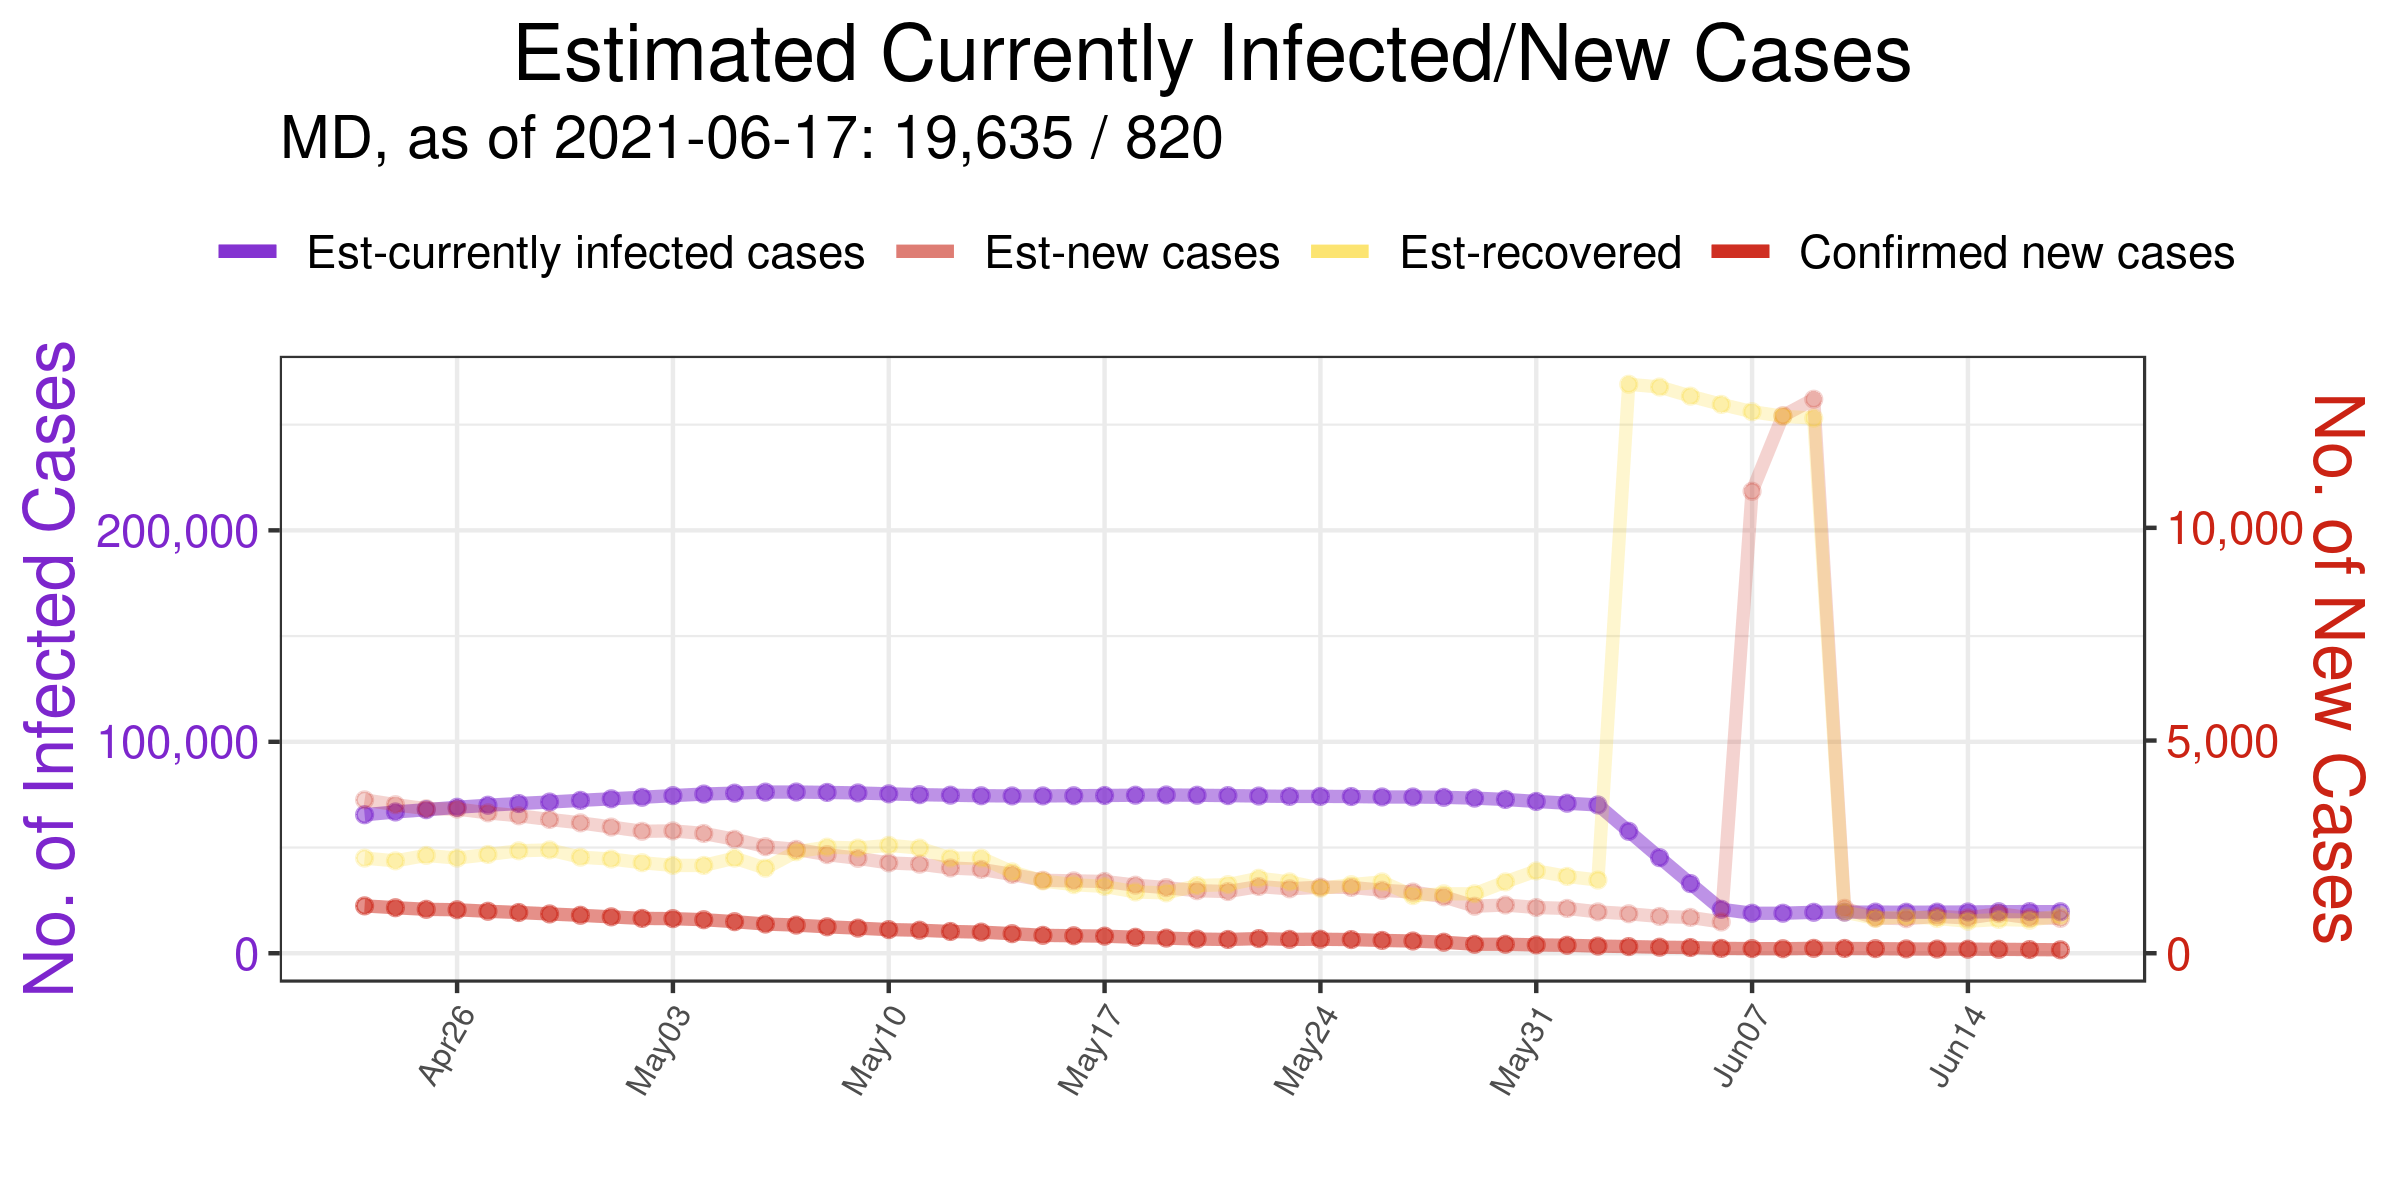 Estimated Currently Infected/New Cases
MD, as of 2021-06-17: 19,635 / 820
Est-currently infected cases Est-new cases Est-recovered Confirmed new cases
No. of Infected Cases
200,000
100,000
0
10,000
5,000
0
No. of New Cases
Apr26 May03 May10 May17 May24 May31 Jun07 Jun14